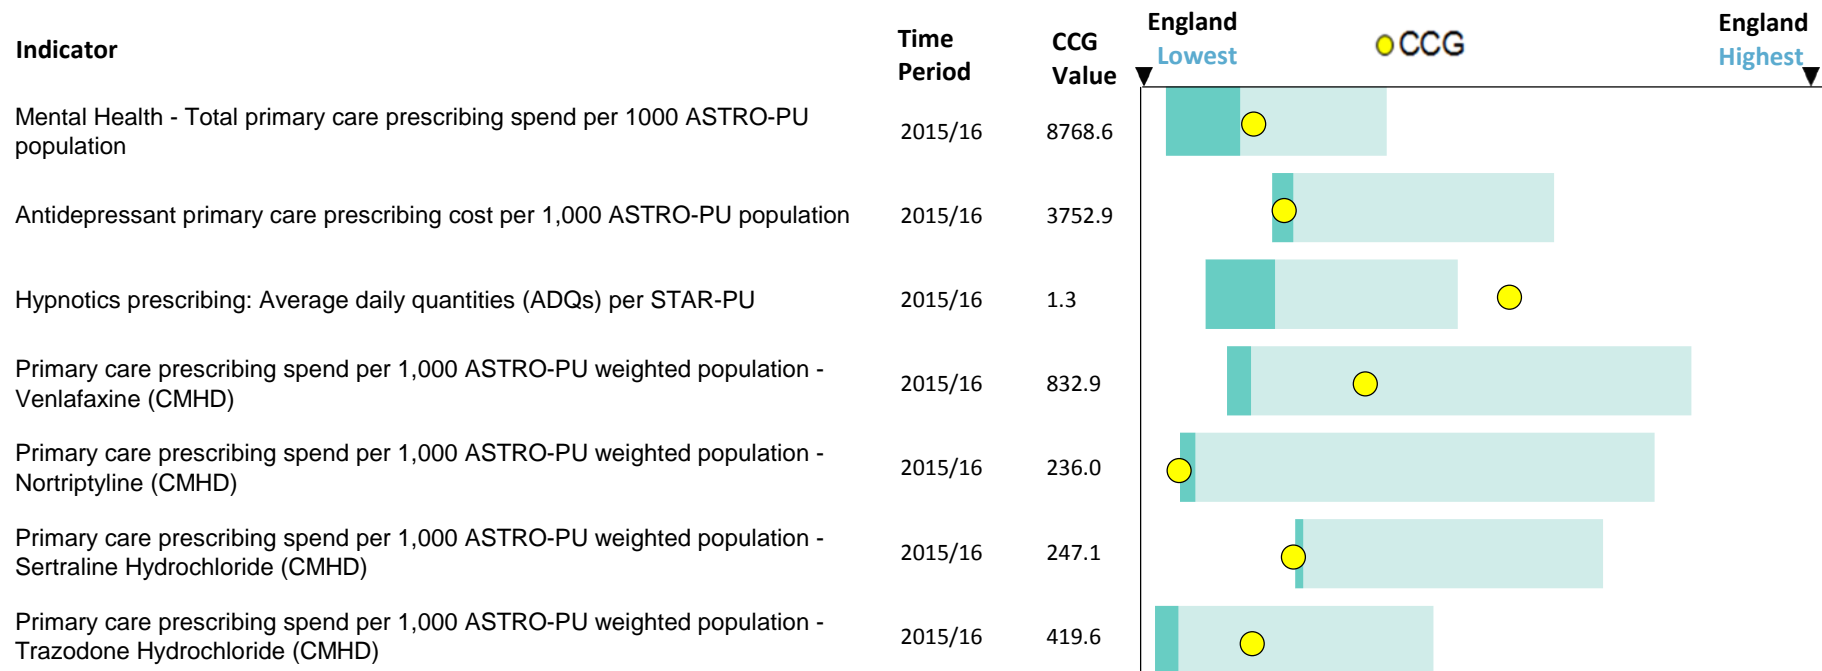 Indicator
Time
Period
CCG
Value
England
Lowest
CCG
England
Highest
Mental Health - Total primary care prescribing spend per 1000 ASTRO-PU
population
2015/16
8768.6
Antidepressant primary care prescribing cost per 1,000 ASTRO-PU population
2015/16
3752.9
Hypnotics prescribing: Average daily quantities (ADQs) per STAR-PU
2015/16
1.3
Primary care prescribing spend per 1,000 ASTRO-PU weighted population -
Venlafaxine (CMHD)
2015/16
832.9
Primary care prescribing spend per 1,000 ASTRO-PU weighted population -
Nortriptyline (CMHD)
2015/16
236.0
Primary care prescribing spend per 1,000 ASTRO-PU weighted population -
Sertraline Hydrochloride (CMHD)
2015/16
247.1
Primary care prescribing spend per 1,000 ASTRO-PU weighted population -
Trazodone Hydrochloride (CMHD)
2015/16
419.6